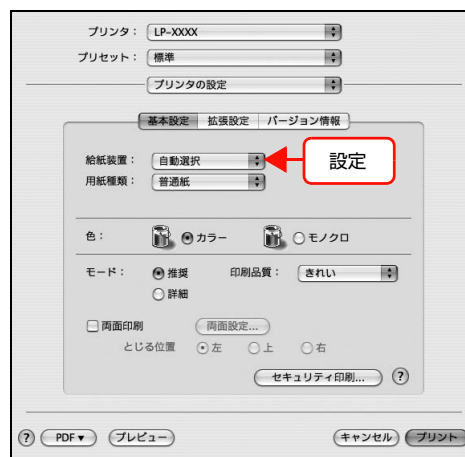 プリンタ： LP-XXXX
プリセット： 標準
プリンタの設定
基本設定 拡張設定 バージョン情報
給紙装置： 自動選択 設定
用紙種類： 普通紙
色： カラー モノクロ
モード： 推奨 印刷品質： きれい
詳細
両面印刷 両面設定...
とじる位置 左 上 右
セキュリティ印刷... ?
? PDF▼ プレビュー キャンセル プリント